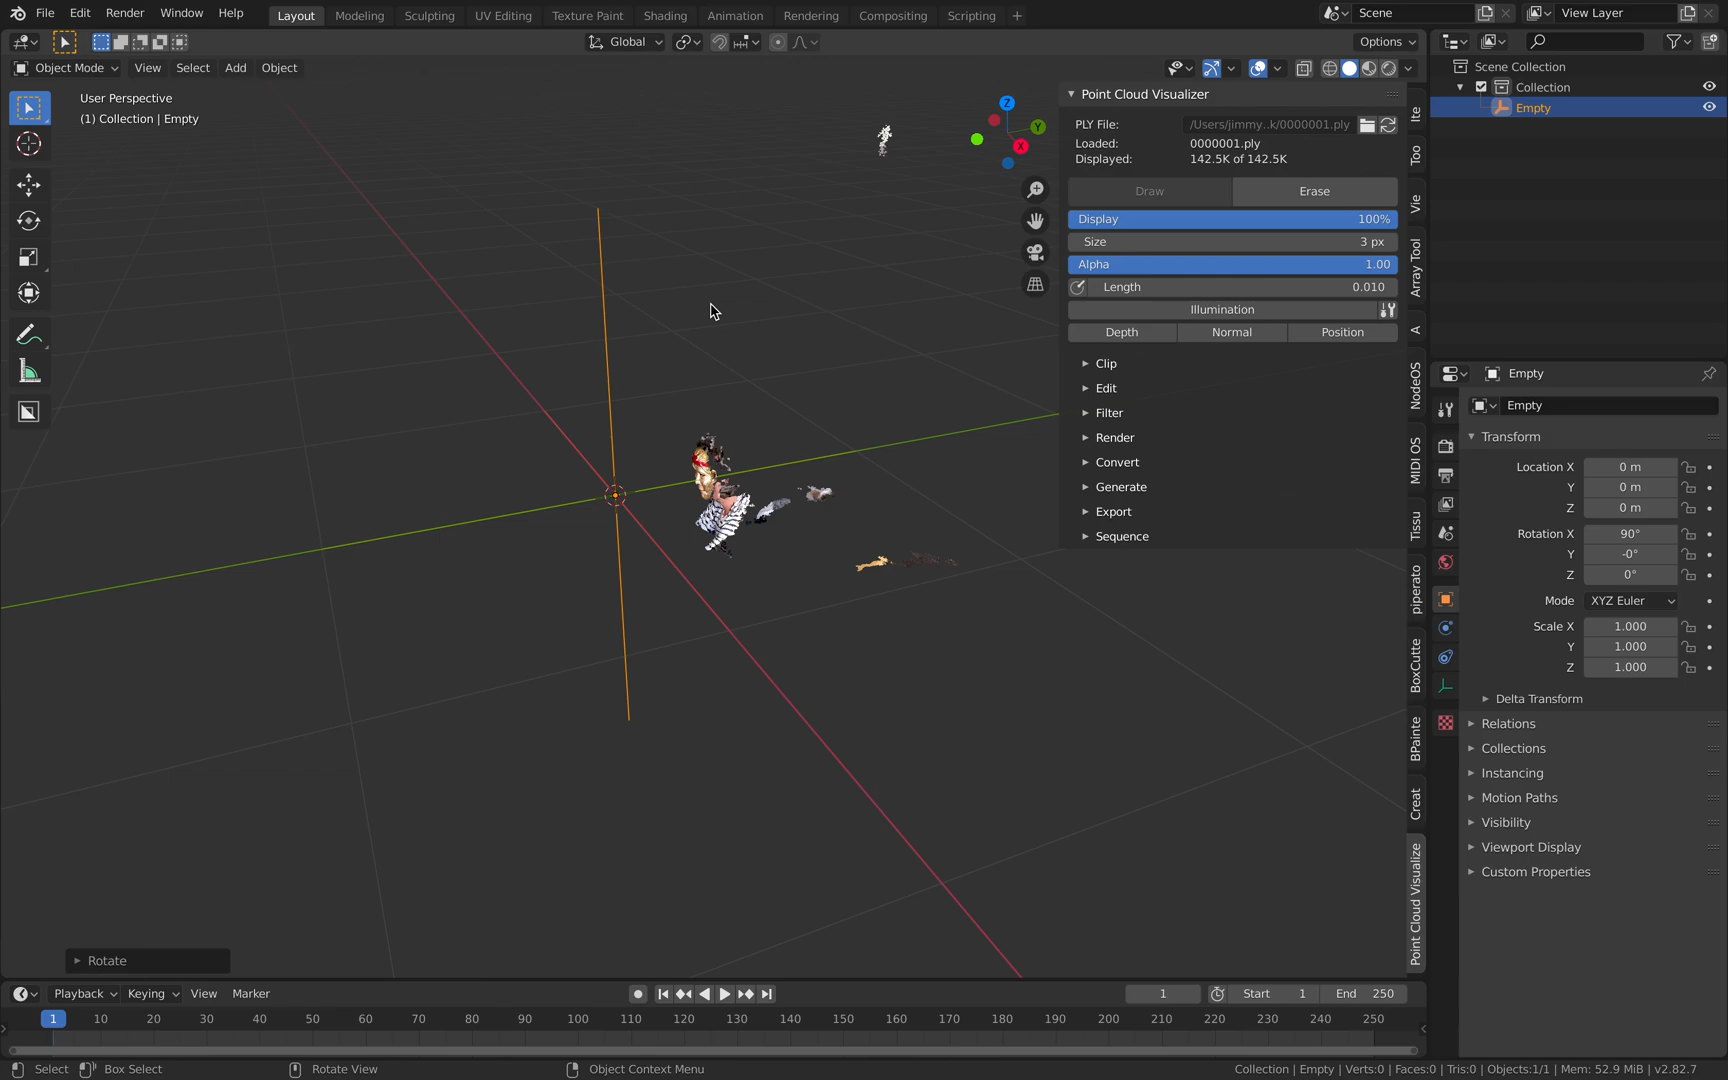 File Edit Render Window Help Layout Modeling Sculpting UV Editing Texture Paint Shading Animation Rendering Compositing Scripting + Scene View Layer
Global Options
Object Mode View Select Add Object
User Perspective
(1) Collection | Empty
Z
Y
X
Point Cloud Visualizer
PLY File: /Users/jimmy..k/0000001.ply
Loaded: 0000001.ply
Displayed: 142.5K of 142.5K
Draw Erase
Display 100%
Size 3 px
Alpha 1.00
Length 0.010
Illumination
Depth Normal Position
Clip
Edit
Filter
Render
Convert
Generate
Export
Sequence
Ite
Too
Vie
Array Tool
A
NodeOS
MIDI OS
Tissu
piperato
BoxCutte
BPainte
Creat
Point Cloud Visualize
Scene Collection
Collection
Empty
Empty
Empty
Transform
Location X 0 m
Y 0 m
Z 0 m
Rotation X 90°
Y -0°
Z 0°
Mode XYZ Euler
Scale X 1.000
Y 1.000
Z 1.000
Delta Transform
Relations
Collections
Instancing
Motion Paths
Visibility
Viewport Display
Custom Properties
Rotate
Playback Keying View Marker 1 Start 1 End 250
1 10 20 30 40 50 60 70 80 90 100 110 120 130 140 150 160 170 180 190 200 210 220 230 240 250
Select Box Select Rotate View Object Context Menu Collection | Empty | Verts:0 | Faces:0 | Tris:0 | Objects:1/1 | Mem: 52.9 MiB | v2.82.7